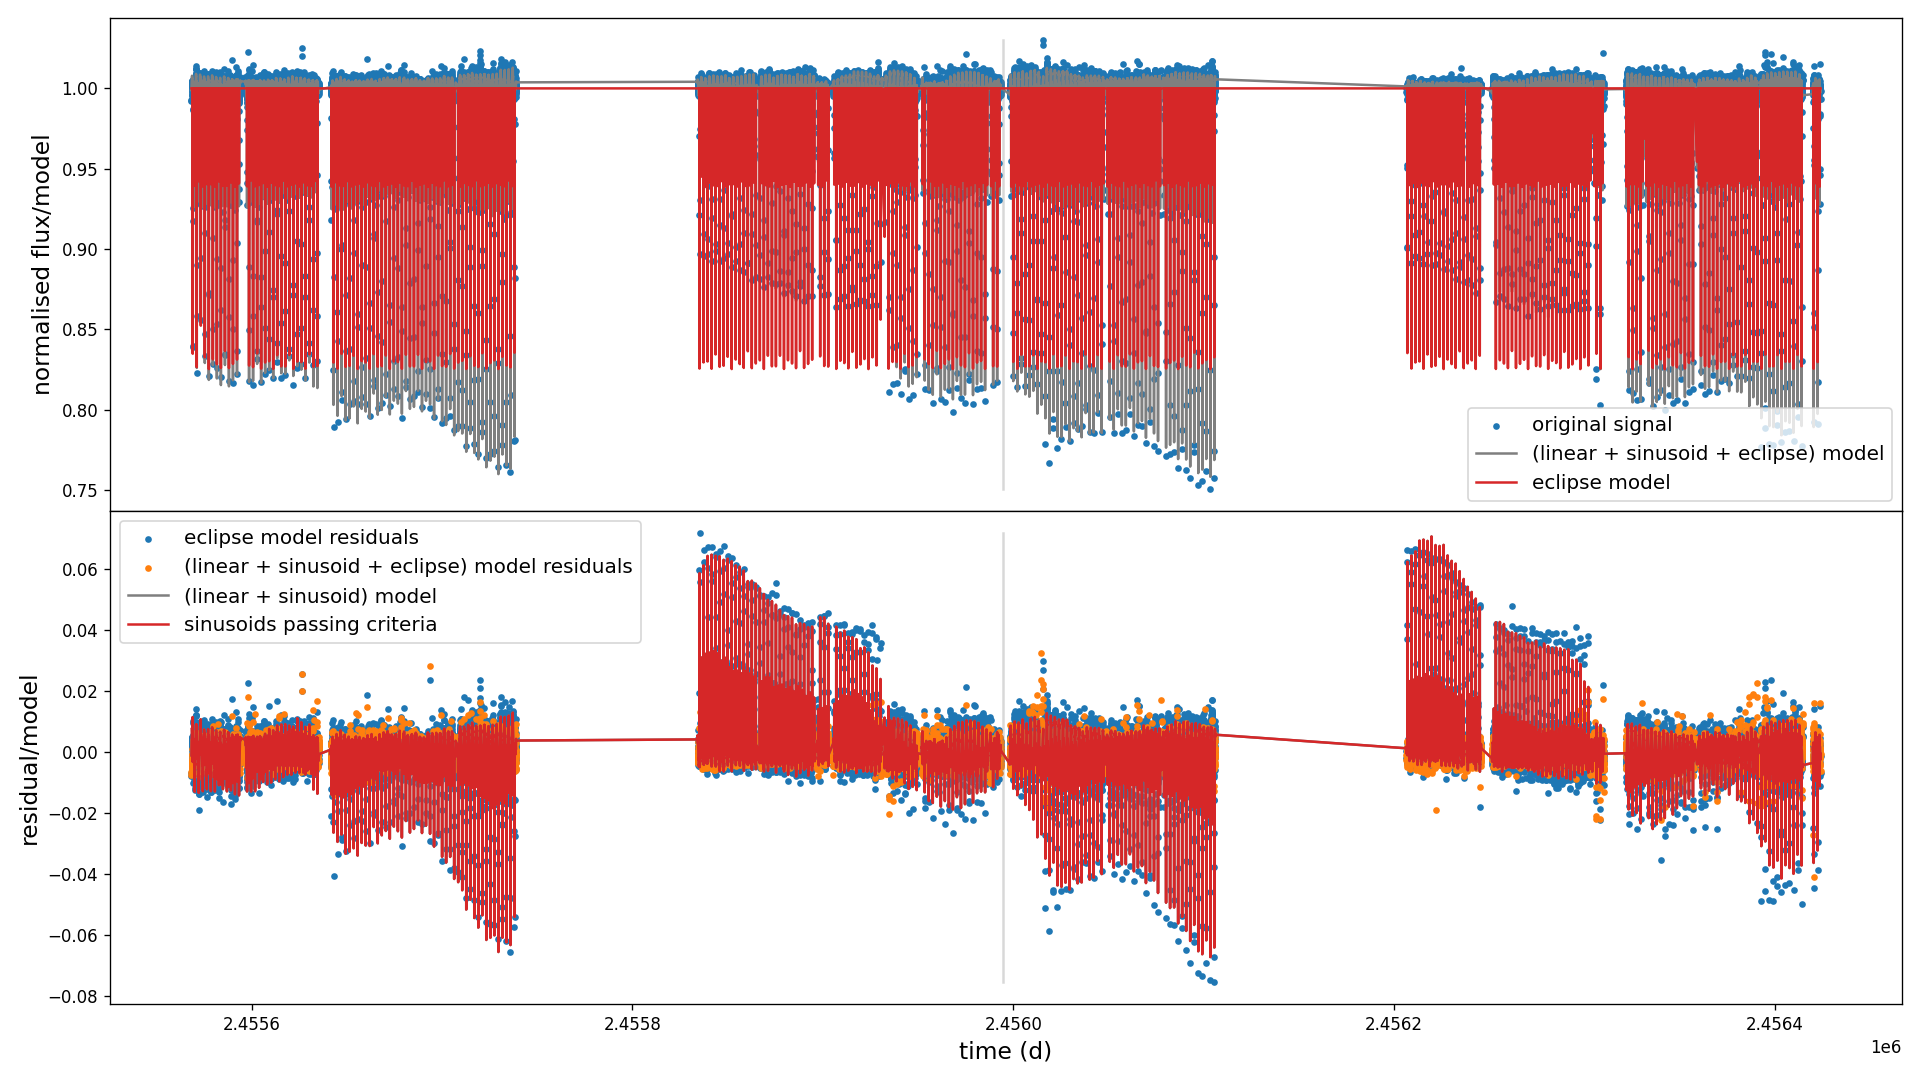 normalised flux/model
1.00
0.95
0.90
0.85
0.80
0.75
original signal
(linear + sinusoid + eclipse) model
eclipse model
residual/model
0.06
0.04
0.02
0.00
−0.02
−0.04
−0.06
−0.08
eclipse model residuals
(linear + sinusoid + eclipse) model residuals
(linear + sinusoid) model
sinusoids passing criteria
2.4556
2.4558
2.4560
2.4562
2.4564
1e6
time (d)